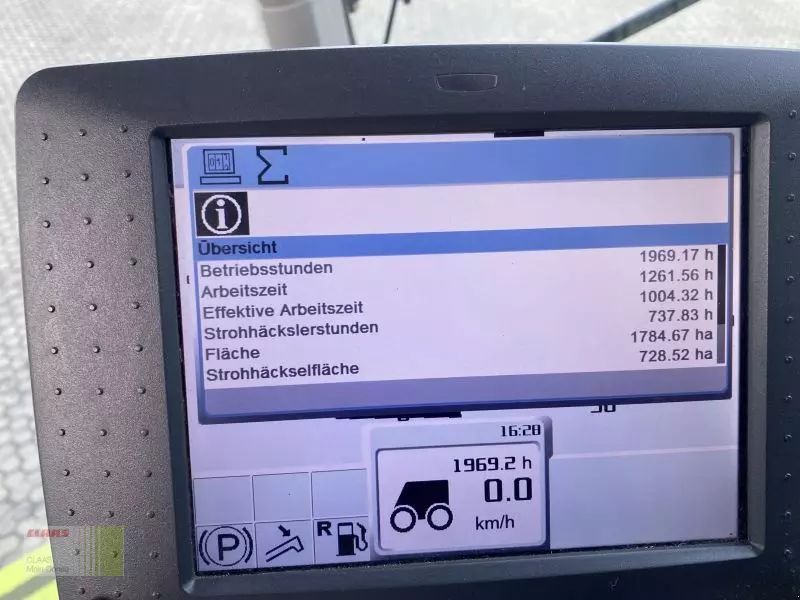 Übersicht
Betriebsstunden 1969.17 h
Arbeitszeit 1261.56 h
Effektive Arbeitszeit 1004.32 h
Strohhäckslerstunden 737.83 h
Fläche 1784.67 ha
Strohhäckselfläche 728.52 ha
16:28
1969.2 h
0.0
km/h
P
R
CLAAS
CLAAS